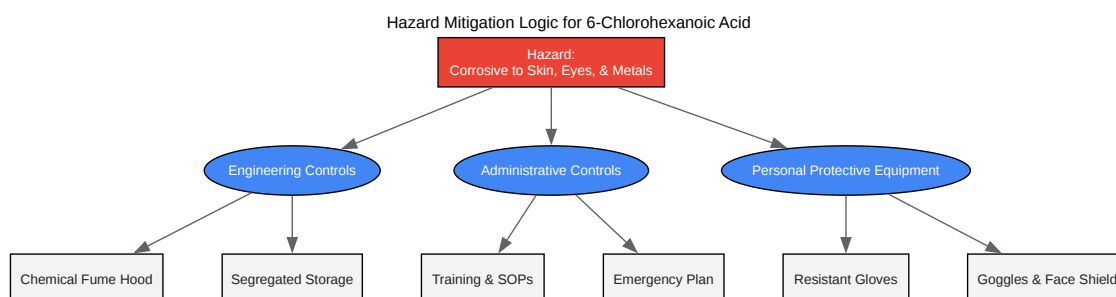 Hazard Mitigation Logic for 6-Chlorohexanoic Acid
Hazard:
Corrosive to Skin, Eyes, & Metals
Engineering Controls
Administrative Controls
Personal Protective Equipment
Chemical Fume Hood
Segregated Storage
Training & SOPs
Emergency Plan
Resistant Gloves
Goggles & Face Shield